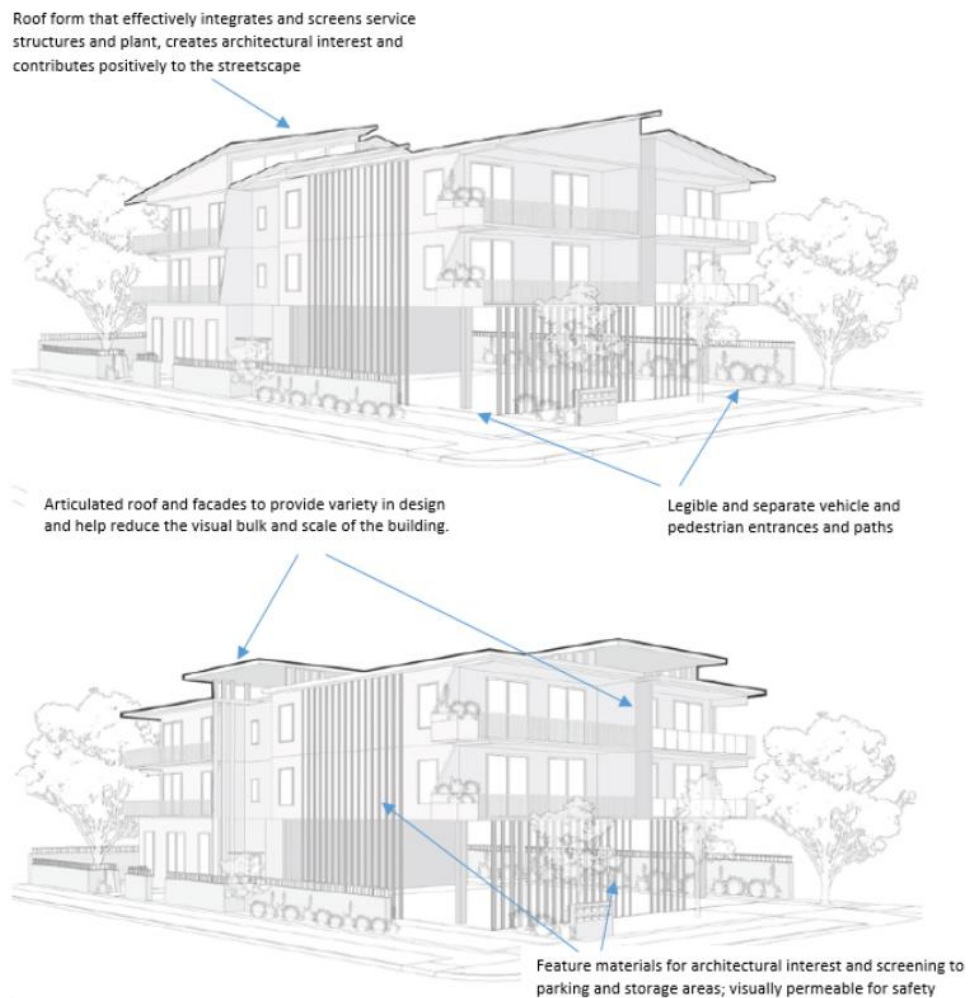 Roof form that effectively integrates and screens service
structures and plant, creates architectural interest and
contributes positively to the streetscape
Articulated roof and facades to provide variety in design
and help reduce the visual bulk and scale of the building.
Legible and separate vehicle and
pedestrian entrances and paths
Feature materials for architectural interest and screening to
parking and storage areas; visually permeable for safety